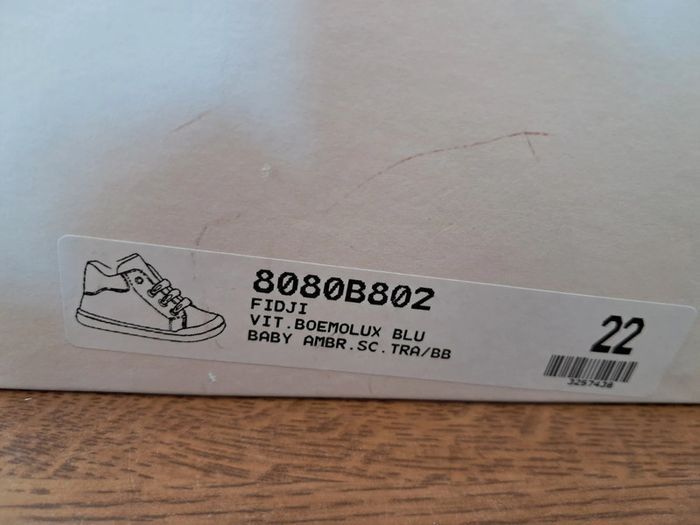 8080B802
FIDJI
VIT.BOEMOLUX BLU
BABY AMBR.SC.TRA/BB
22
3257438